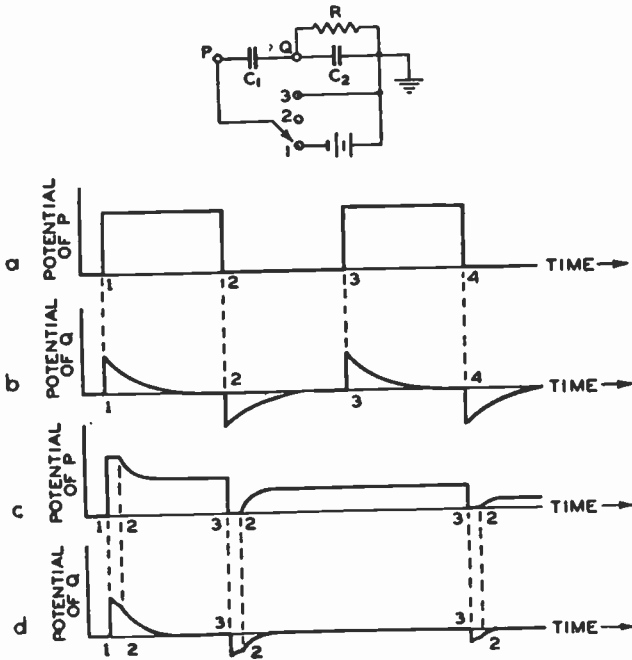 R
P Q
C1 C2
3
2
1
a POTENTIAL OF P
1 2 3 4 TIME
b POTENTIAL OF Q
1 2 3 4 TIME
c POTENTIAL OF P
1 2 3 2 3 2 TIME
d POTENTIAL OF Q
1 2 3 2 3 2 TIME